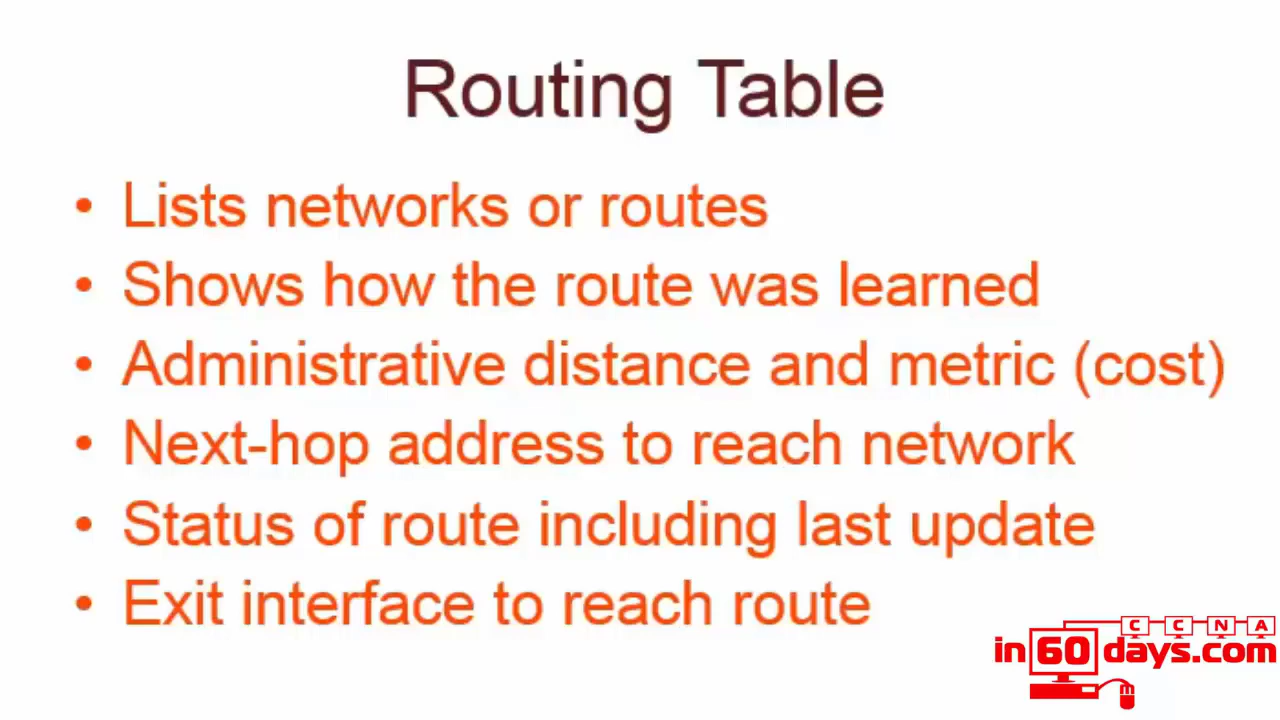 Routing Table
• Lists networks or routes
• Shows how the route was learned
• Administrative distance and metric (cost)
• Next-hop address to reach network
• Status of route including last update
• Exit interface to reach route
CCNA
in60days.com